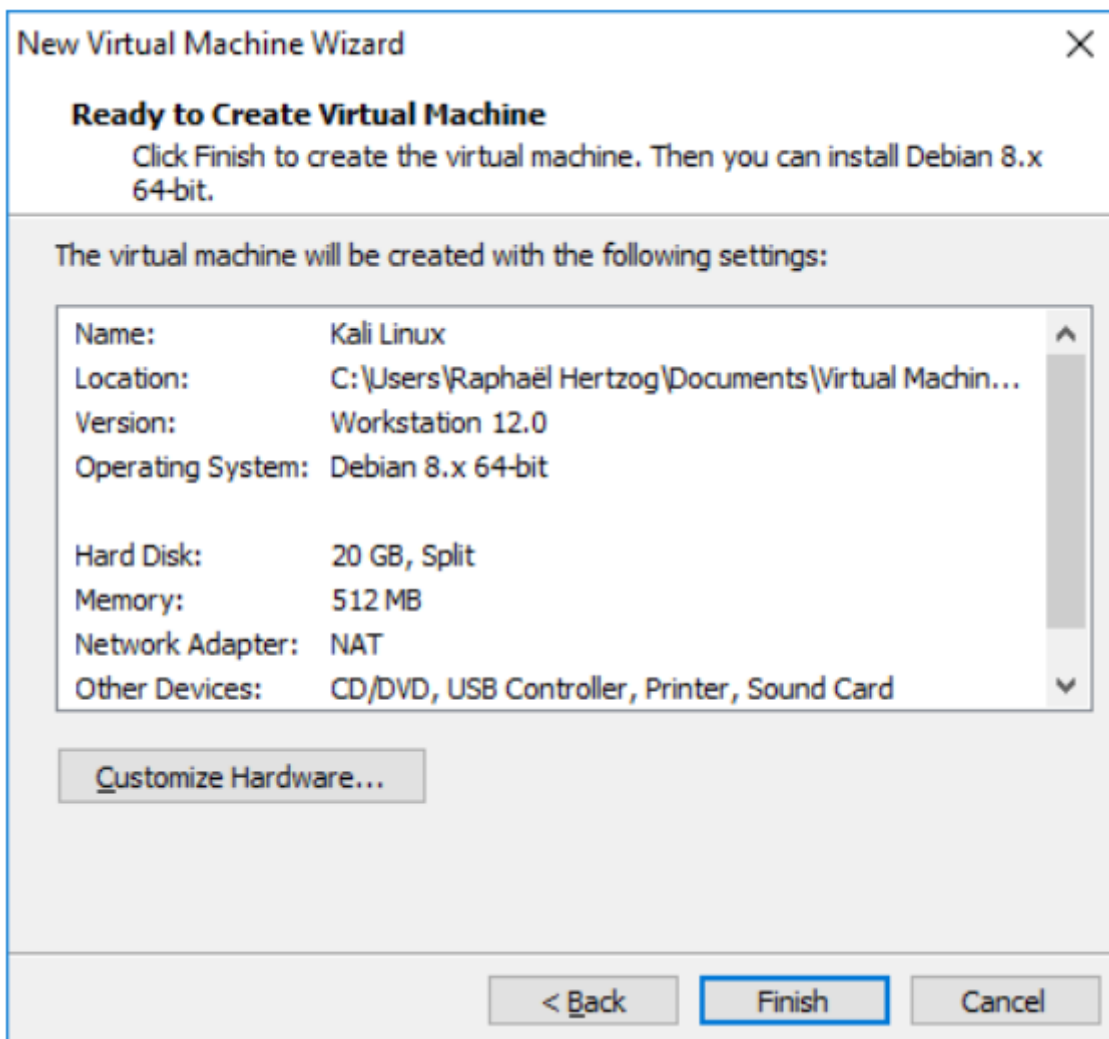 New Virtual Machine Wizard
Ready to Create Virtual Machine
Click Finish to create the virtual machine. Then you can install Debian 8.x
64-bit.
The virtual machine will be created with the following settings:
Name: Kali Linux
Location: C:\Users\Raphaël Hertzog\Documents\Virtual Machin...
Version: Workstation 12.0
Operating System: Debian 8.x 64-bit
Hard Disk: 20 GB, Split
Memory: 512 MB
Network Adapter: NAT
Other Devices: CD/DVD, USB Controller, Printer, Sound Card
Customize Hardware...
< Back Finish Cancel